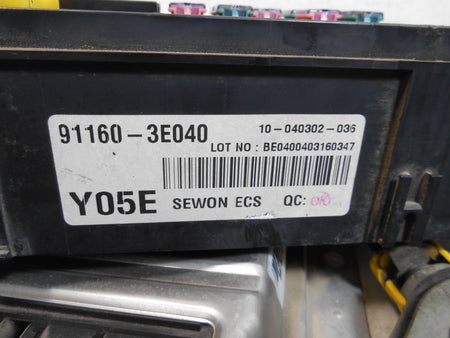 91160-3E040
10-040302-036
LOT NO : BE0400403160347
Y05E SEWON ECS QC: